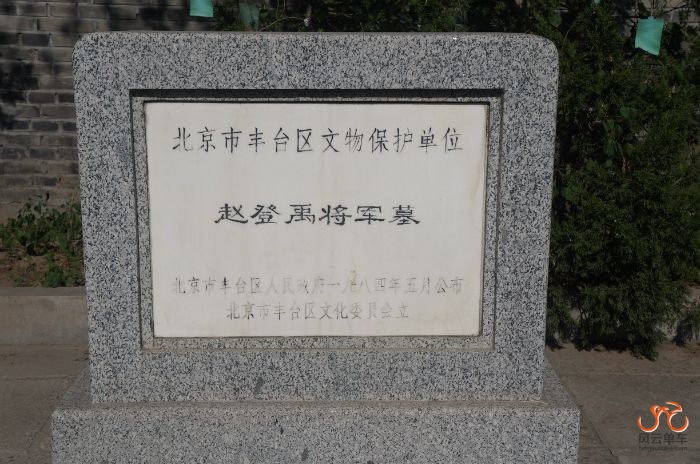 北京市丰台区文物保护单位
赵登禹将军墓
北京市丰台区人民政府一九八四年五月公布
北京市丰台区文化委员会立
风云单车